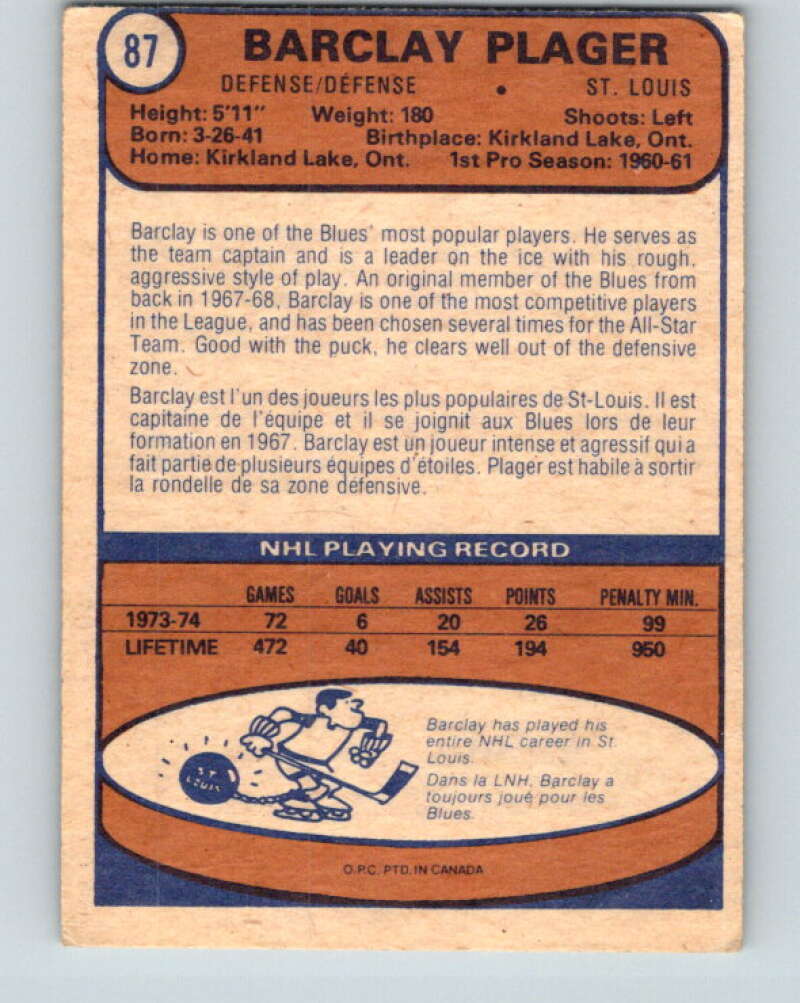 87
BARCLAY PLAGER
DEFENSE/DÉFENSE • ST. LOUIS
Height: 5'11" Weight: 180 Shoots: Left
Born: 3-26-41 Birthplace: Kirkland Lake, Ont.
Home: Kirkland Lake, Ont. 1st Pro Season: 1960-61
Barclay is one of the Blues' most popular players. He serves as
the team captain and is a leader on the ice with his rough,
aggressive style of play. An original member of the Blues from
back in 1967-68, Barclay is one of the most competitive players
in the League, and has been chosen several times for the All-Star
Team. Good with the puck, he clears well out of the defensive
zone.
Barclay est l'un des joueurs les plus populaires de St-Louis. Il est
capitaine de l'équipe et il se joignit aux Blues lors de leur
formation en 1967. Barclay est un joueur intense et agressif qui a
fait partie de plusieurs équipes d'étoiles. Plager est habile à sortir
la rondelle de sa zone défensive.
NHL PLAYING RECORD
GAMES GOALS ASSISTS POINTS PENALTY MIN.
1973-74 72 6 20 26 99
LIFETIME 472 40 154 194 950
Barclay has played his
entire NHL career in St.
Louis.
Dans la LNH, Barclay a
toujours joué pour les
Blues.
ST.
LOUIS
O.P.C. PTD. IN CANADA